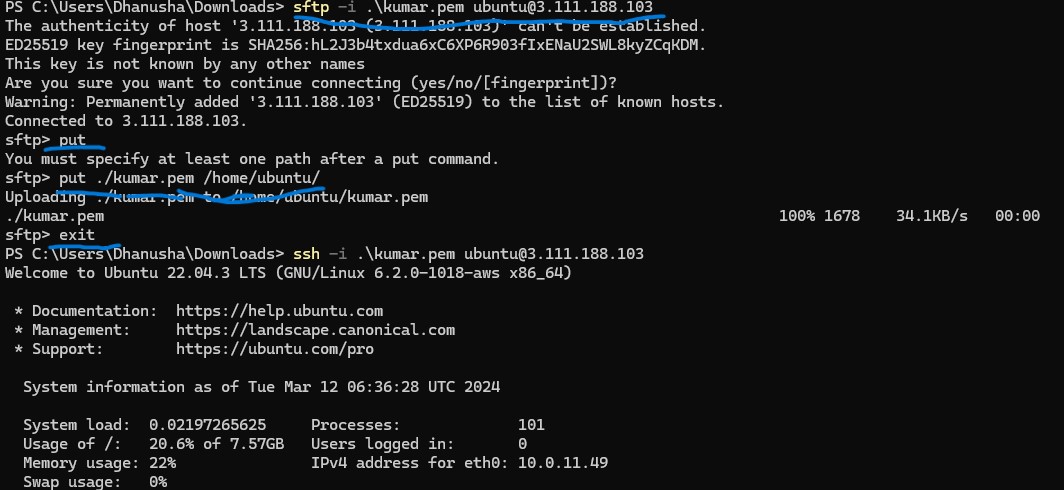 PS C:\Users\Dhanusha\Downloads> sftp -i .\kumar.pem ubuntu@3.111.188.103
The authenticity of host '3.111.188.103 (3.111.188.103)' can't be established.
ED25519 key fingerprint is SHA256:hL2J3b4txdua6xC6XP6R903fIxENaU2SWL8kyZCqKDM.
This key is not known by any other names
Are you sure you want to continue connecting (yes/no/[fingerprint])?
Warning: Permanently added '3.111.188.103' (ED25519) to the list of known hosts.
Connected to 3.111.188.103.
sftp> put
You must specify at least one path after a put command.
sftp> put ./kumar.pem /home/ubuntu/
Uploading ./kumar.pem to /home/ubuntu/kumar.pem
./kumar.pem 100% 1678 34.1KB/s 00:00
sftp> exit
PS C:\Users\Dhanusha\Downloads> ssh -i .\kumar.pem ubuntu@3.111.188.103
Welcome to Ubuntu 22.04.3 LTS (GNU/Linux 6.2.0-1018-aws x86_64)
* Documentation: https://help.ubuntu.com
* Management: https://landscape.canonical.com
* Support: https://ubuntu.com/pro
System information as of Tue Mar 12 06:36:28 UTC 2024
System load: 0.02197265625 Processes: 101
Usage of /: 20.6% of 7.57GB Users logged in: 0
Memory usage: 22% IPv4 address for eth0: 10.0.11.49
Swap usage: 0%